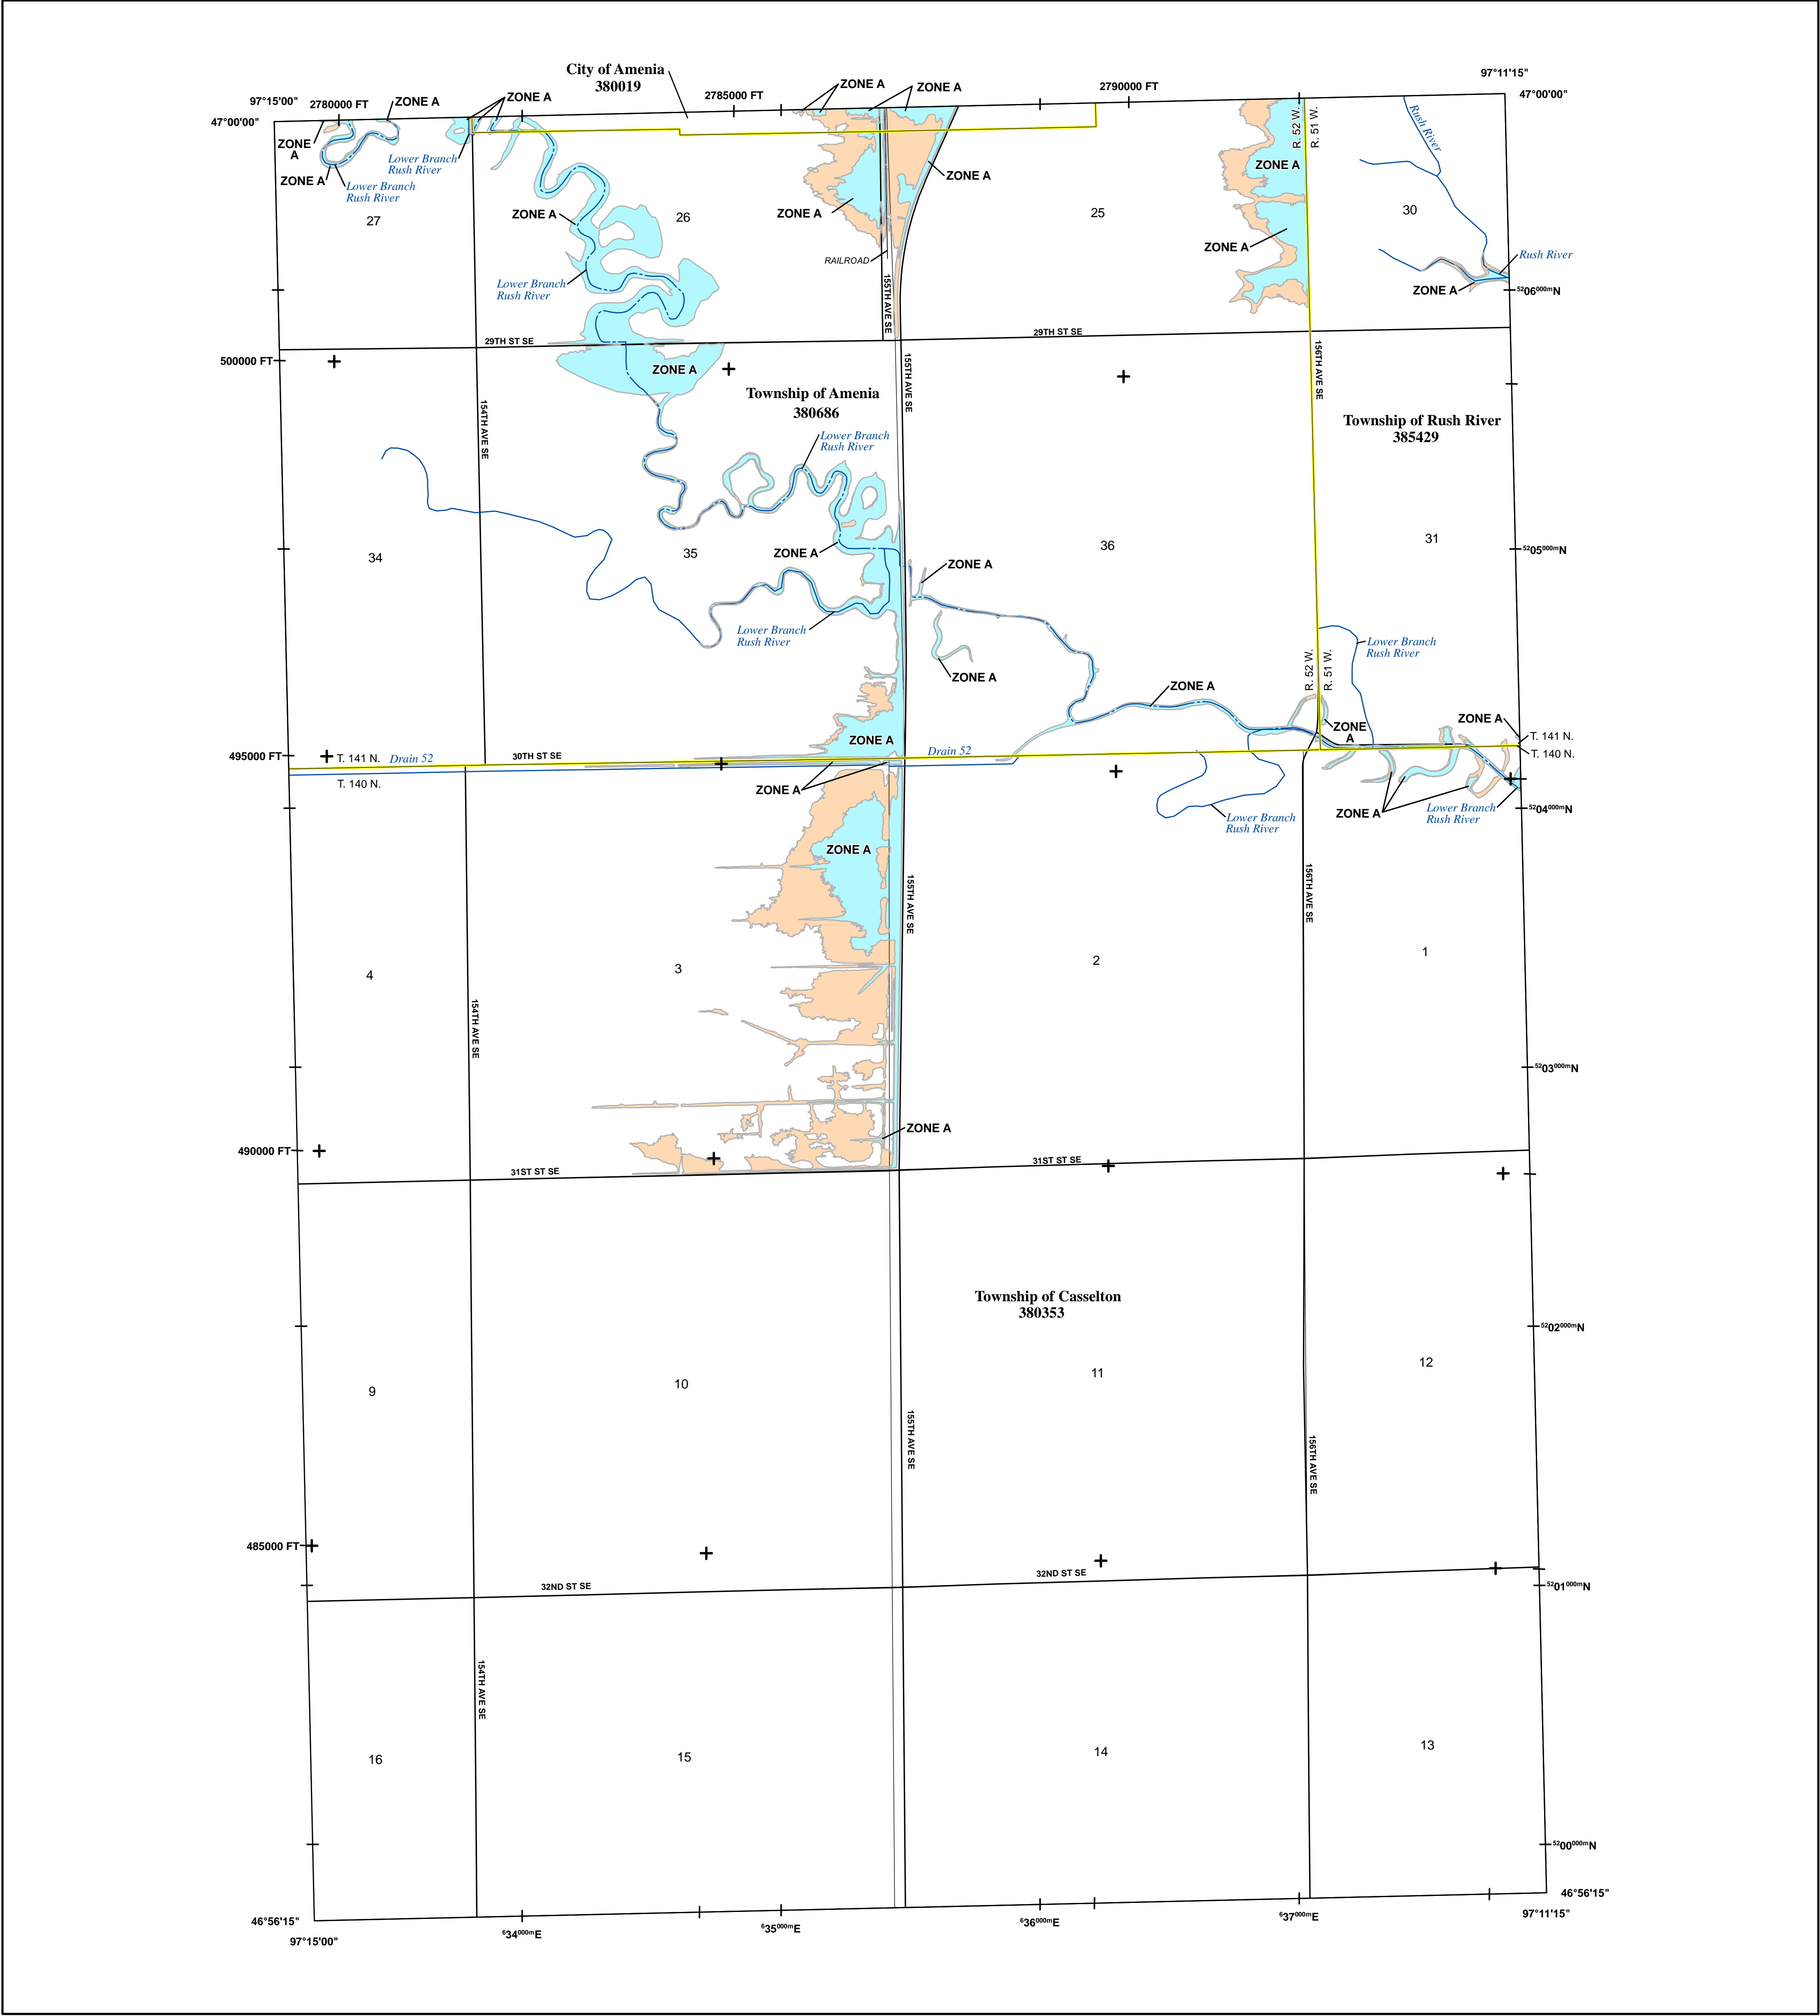 City of Amenia
380019
97°15'00"
2780000 FT
2785000 FT
2790000 FT
97°11'15"
47°00'00"
47°00'00"
ZONE A
ZONE A
ZONE A
ZONE A
ZONE
A
ZONE A
Lower Branch
Rush River
Lower Branch
Rush River
27
ZONE A
26
Lower Branch
Rush River
ZONE A
ZONE A
RAILROAD
155TH AVE SE
25
ZONE A
ZONE A
R. 52 W.
R. 51 W.
Rush River
30
Rush River
ZONE A
5206000mN
29TH ST SE
29TH ST SE
500000 FT
ZONE A
Township of Amenia
380686
154TH AVE SE
155TH AVE SE
156TH AVE SE
Township of Rush River
385429
Lower Branch
Rush River
34
35
ZONE A
ZONE A
36
31
5205000mN
Lower Branch
Rush River
ZONE A
Lower Branch
Rush River
R. 52 W.
R. 51 W.
ZONE A
ZONE
A
ZONE A
495000 FT
T. 141 N.
Drain 52
30TH ST SE
ZONE A
Drain 52
T. 141 N.
T. 140 N.
T. 140 N.
ZONE A
Lower Branch
Rush River
ZONE A
Lower Branch
Rush River
5204000mN
ZONE A
155TH AVE SE
156TH AVE SE
4
3
2
1
154TH AVE SE
5203000mN
ZONE A
490000 FT
31ST ST SE
31ST ST SE
Township of Casselton
380353
5202000mN
9
10
11
12
155TH AVE SE
156TH AVE SE
485000 FT
32ND ST SE
32ND ST SE
5201000mN
154TH AVE SE
16
15
14
13
5200000mN
46°56'15"
46°56'15"
97°15'00"
634000mE
635000mE
636000mE
637000mE
97°11'15"